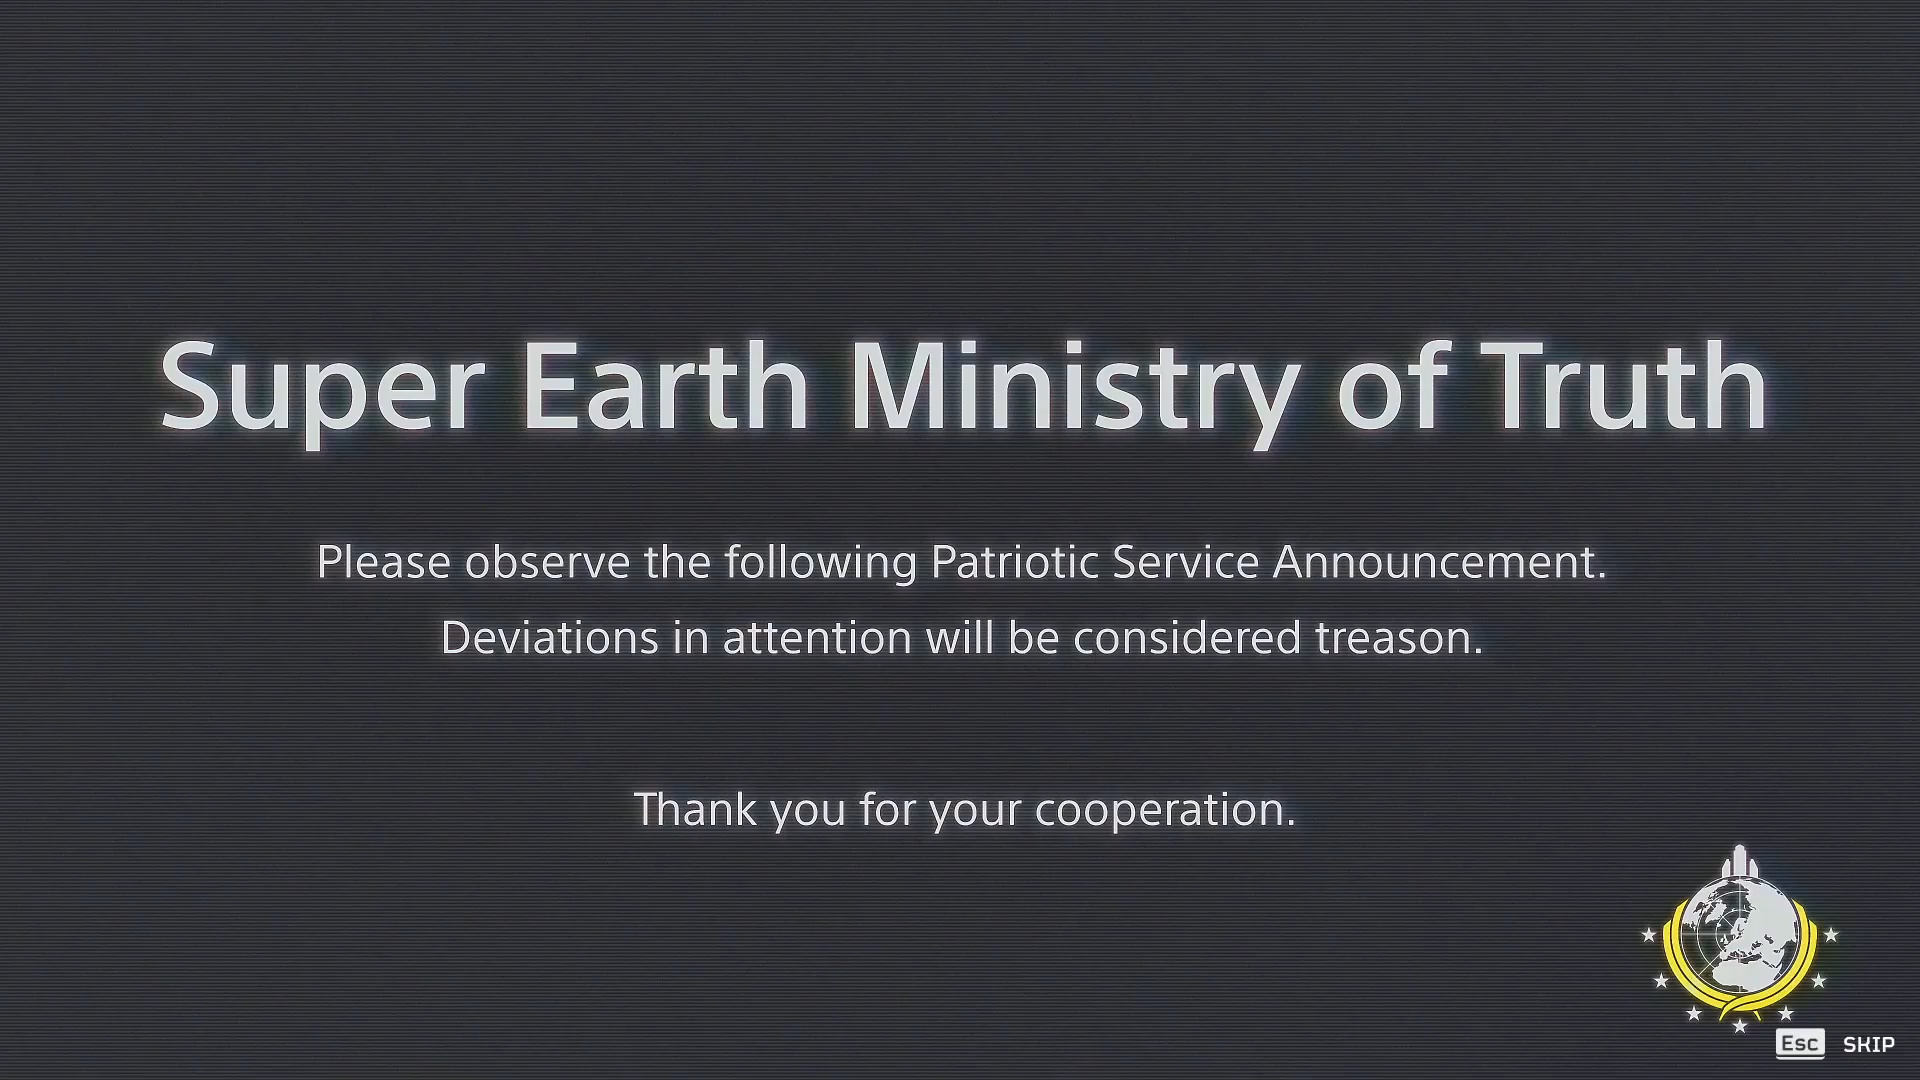 Super Earth Ministry of Truth
Please observe the following Patriotic Service Announcement.
Deviations in attention will be considered treason.
Thank you for your cooperation.
Esc SKIP